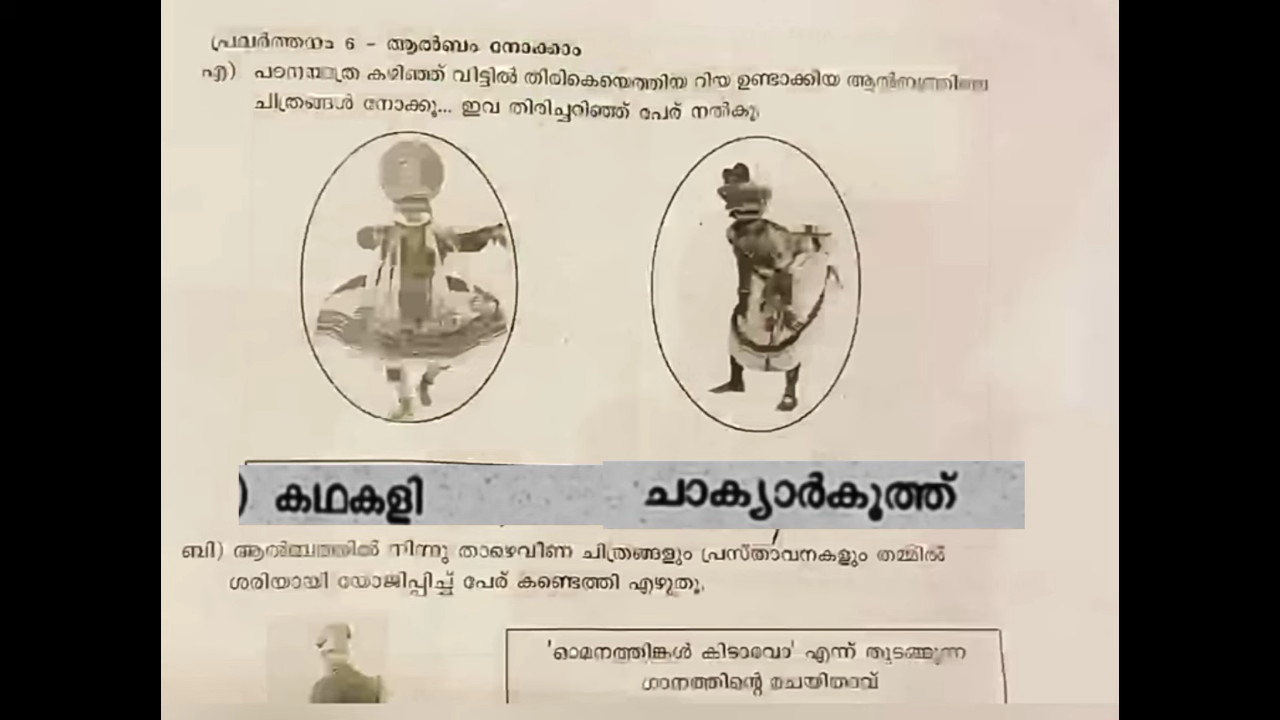 പ്രവർത്തനം 6 - ആൽബം നോക്കാം
എ) പഠനയാത്ര കഴിഞ്ഞ് വീട്ടിൽ തിരികെയെത്തിയ റിയ ഉണ്ടാക്കിയ ആൽബത്തിലെ
ചിത്രങ്ങൾ നോക്കൂ... ഇവ തിരിച്ചറിഞ്ഞ് പേര് നൽകൂ
) കഥകളി
ചാക്യാർകൂത്ത്
ബി) ആൽബത്തിൽ നിന്നു താഴെവീണ ചിത്രങ്ങളും പ്രസ്താവനകളും തമ്മിൽ
ശരിയായി യോജിപ്പിച്ച് പേര് കണ്ടെത്തി എഴുതൂ.
'ഓമനത്തിങ്കൾ കിടാവോ' എന്ന് തുടങ്ങുന്ന
ഗാനത്തിന്റെ രചയിതാവ്